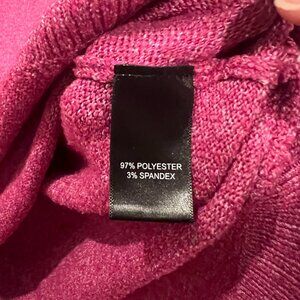 97% POLYESTER
3% SPANDEX